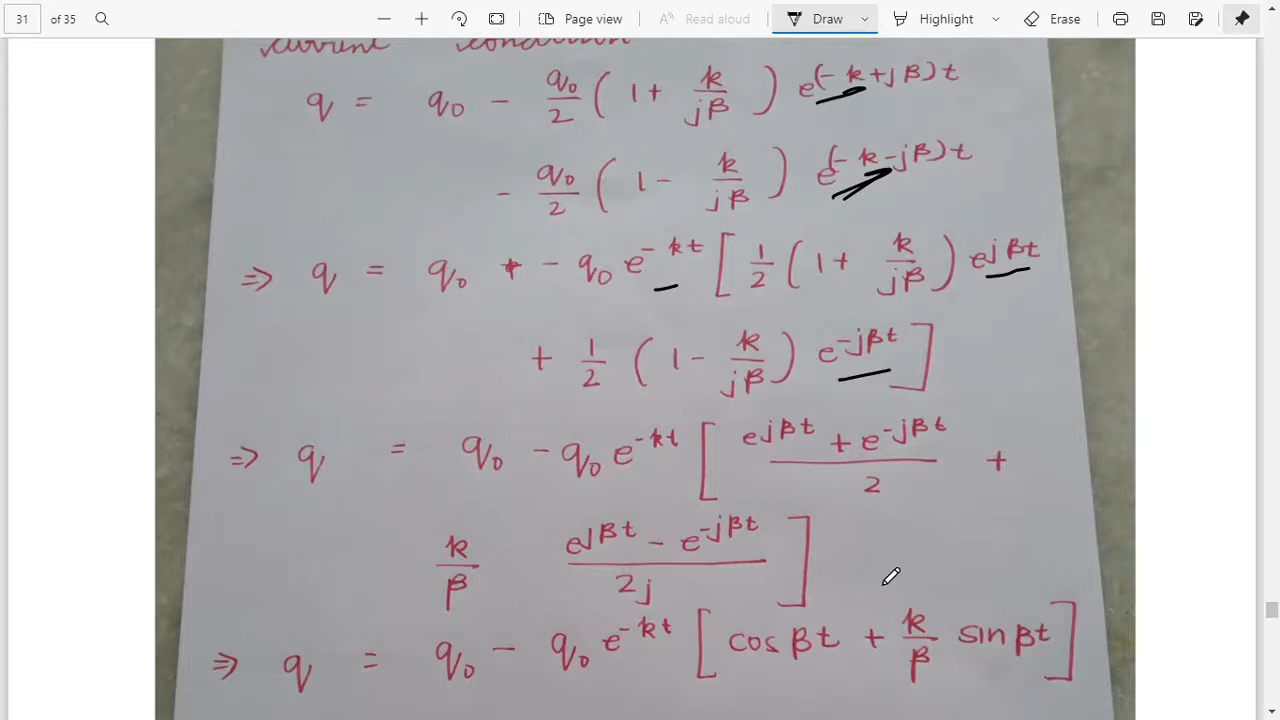 31 of 35 Page view Read aloud Draw Highlight Erase
current condition
q = q₀ - q₀/2 (1 + k/jβ) e^(-k+jβ)t
- q₀/2 (1 - k/jβ) e^(-k-jβ)t
⇒ q = q₀ - q₀ e^-kt [1/2 (1 + k/jβ) e^jβt
+ 1/2 (1 - k/jβ) e^-jβt]
⇒ q = q₀ - q₀ e^-kt [(e^jβt + e^-jβt)/2 +
k/β (e^jβt - e^-jβt)/2j]
⇒ q = q₀ - q₀ e^-kt [cos βt + k/β sin βt]